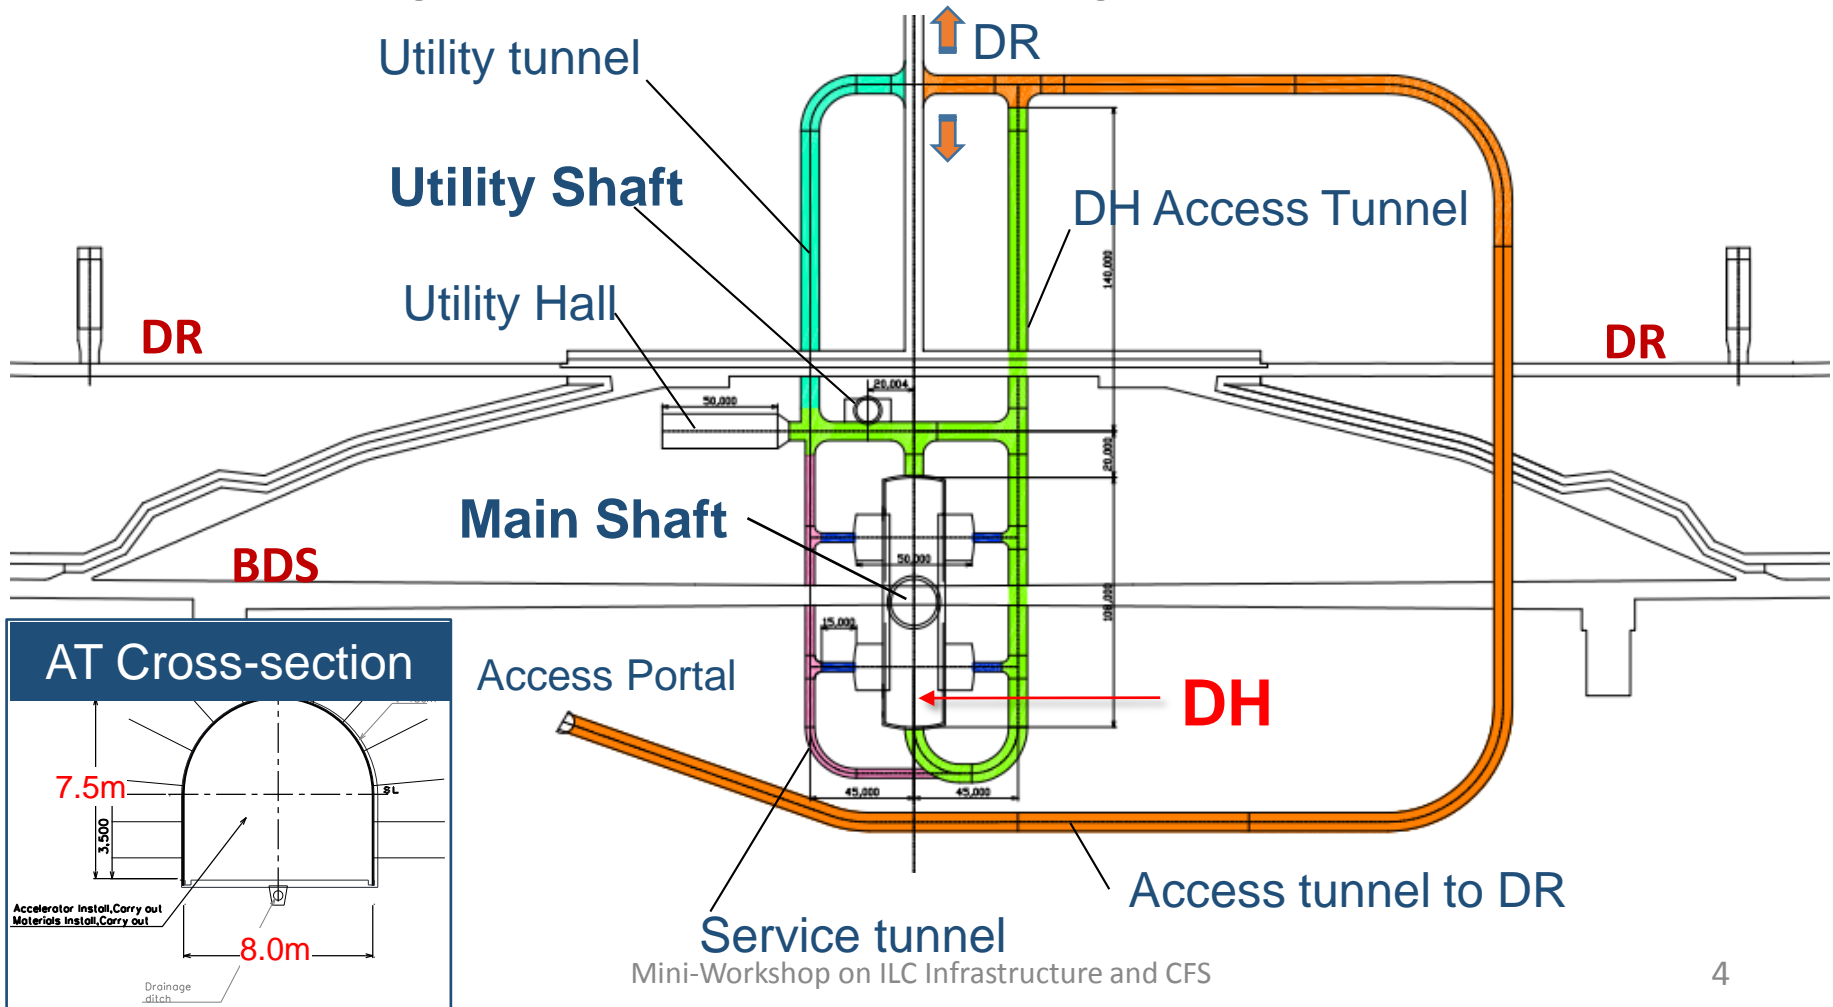 DR
Utility tunnel
Utility Shaft
DH Access Tunnel
140,000
Utility Hall
DR
DR
20,004
50,000
20,000
Main Shaft
50,000
BDS
108,000
15,000
AT Cross-section
Access Portal
DH
7.5m
SL
3,500
45,000
45,000
Accelerator Install,Carry out
Materials Install,Carry out
Access tunnel to DR
8.0m
Service tunnel
Drainage
ditch
Mini-Workshop on ILC Infrastructure and CFS
4